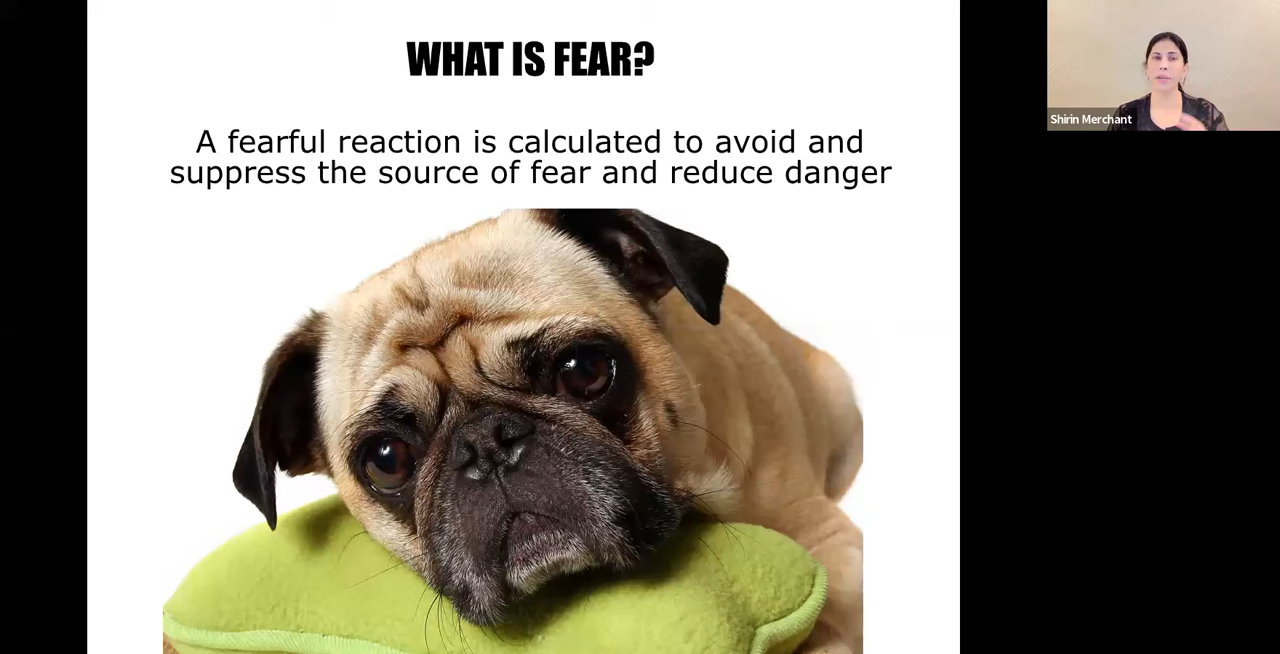 WHAT IS FEAR?
A fearful reaction is calculated to avoid and
suppress the source of fear and reduce danger
Shirin Merchant